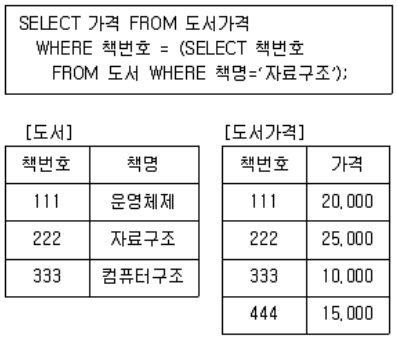 SELECT 가격 FROM 도서가격
WHERE 책번호 = (SELECT 책번호
FROM 도서 WHERE 책명='자료구조');
[도서] [도서가격]
책번호 책명 책번호 가격
111 운영체제 111 20,000
222 자료구조 222 25,000
333 컴퓨터구조 333 10,000
444 15,000